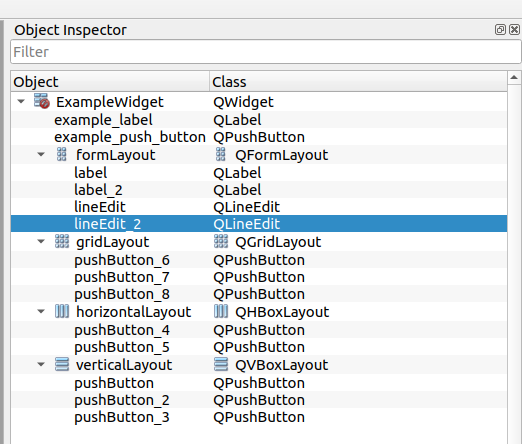 Object Inspector
Filter
Object Class
ExampleWidget QWidget
example_label QLabel
example_push_button QPushButton
formLayout QFormLayout
label QLabel
label_2 QLabel
lineEdit QLineEdit
lineEdit_2 QLineEdit
gridLayout QGridLayout
pushButton_6 QPushButton
pushButton_7 QPushButton
pushButton_8 QPushButton
horizontalLayout QHBoxLayout
pushButton_4 QPushButton
pushButton_5 QPushButton
verticalLayout QVBoxLayout
pushButton QPushButton
pushButton_2 QPushButton
pushButton_3 QPushButton